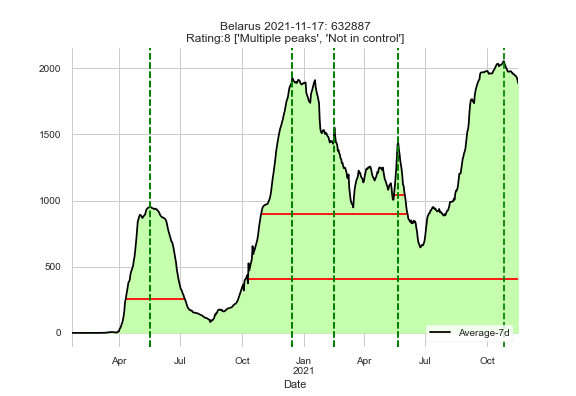 Belarus 2021-11-17: 632887
Rating:8 ['Multiple peaks', 'Not in control']
2000
1500
1000
500
0
Average-7d
Apr Jul Oct Jan Apr Jul Oct
2021
Date